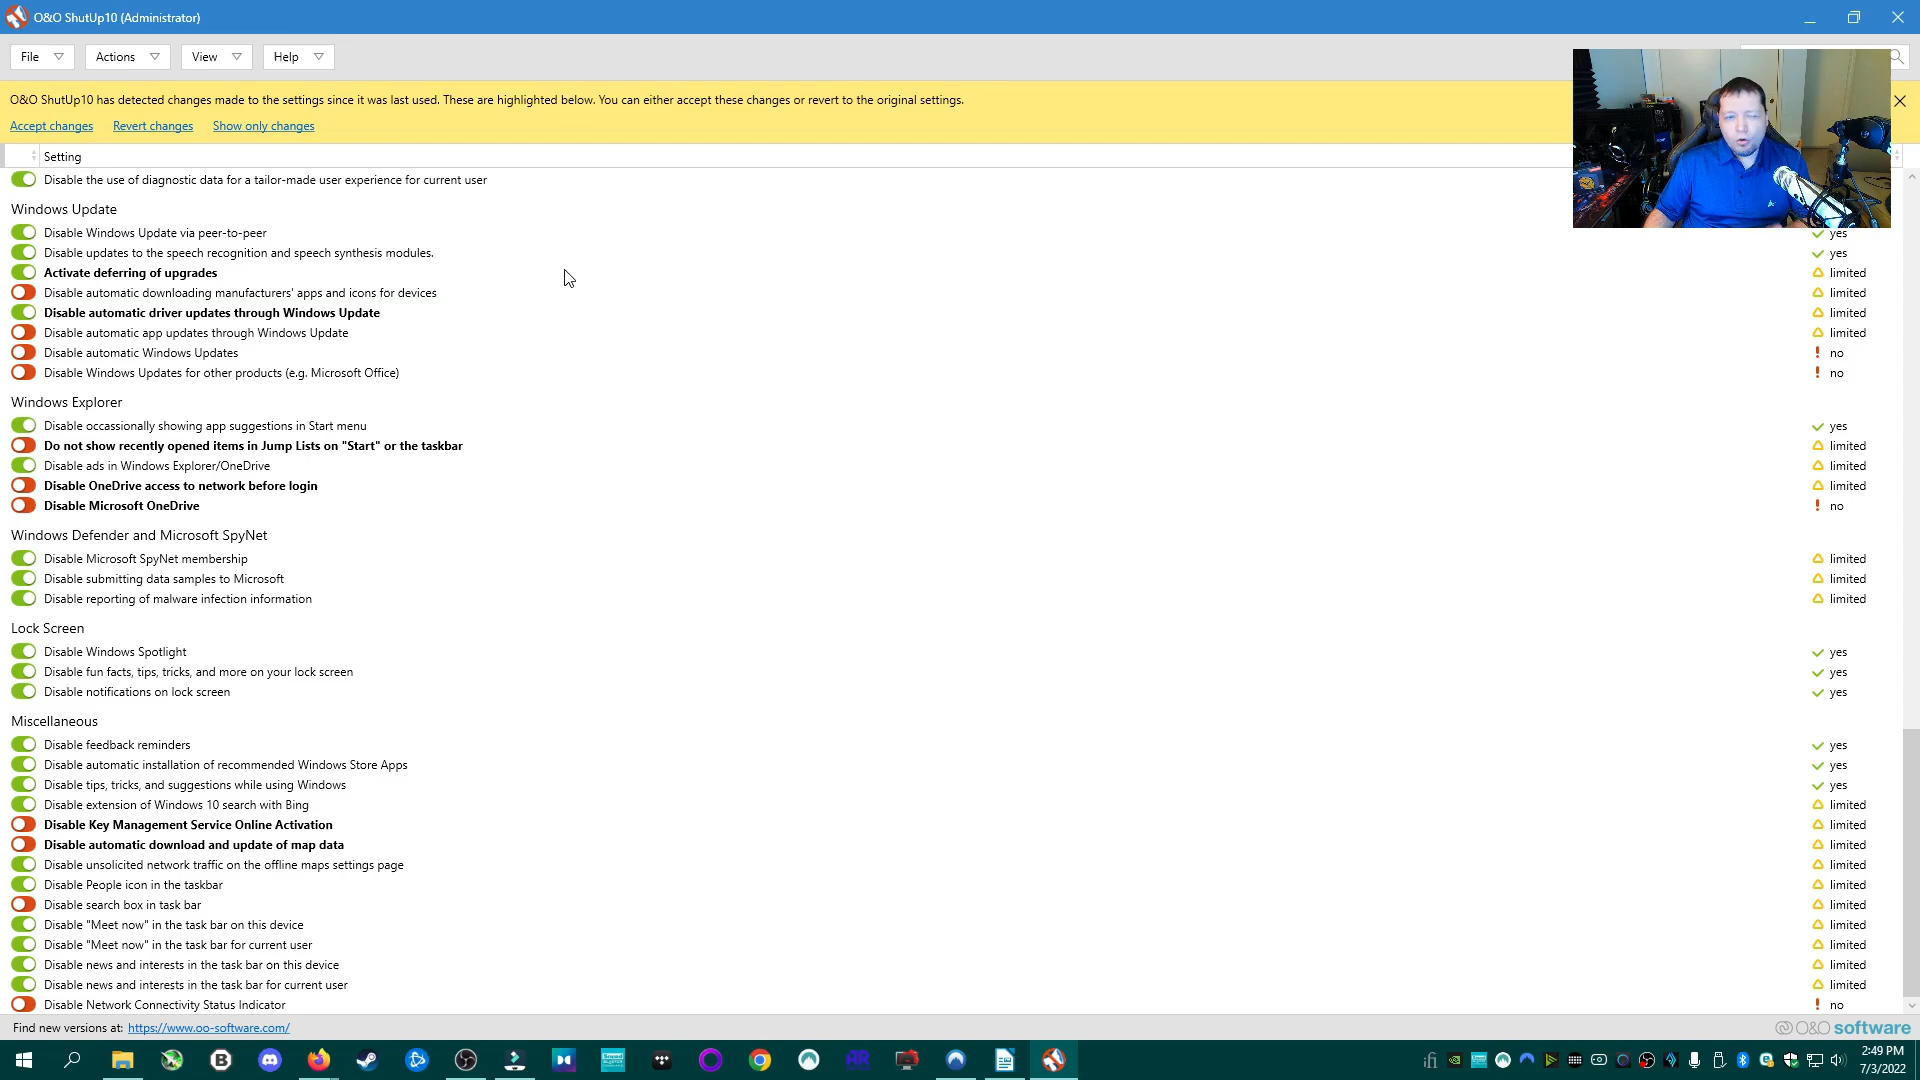 O&O ShutUp10 (Administrator)
File Actions View Help
O&O ShutUp10 has detected changes made to the settings since it was last used. These are highlighted below. You can either accept these changes or revert to the original settings.
Accept changes Revert changes Show only changes
Setting
Disable the use of diagnostic data for a tailor-made user experience for current user
Windows Update
Disable Windows Update via peer-to-peer yes
Disable updates to the speech recognition and speech synthesis modules. yes
Activate deferring of upgrades limited
Disable automatic downloading manufacturers' apps and icons for devices limited
Disable automatic driver updates through Windows Update limited
Disable automatic app updates through Windows Update limited
Disable automatic Windows Updates no
Disable Windows Updates for other products (e.g. Microsoft Office) no
Windows Explorer
Disable occassionally showing app suggestions in Start menu yes
Do not show recently opened items in Jump Lists on "Start" or the taskbar limited
Disable ads in Windows Explorer/OneDrive limited
Disable OneDrive access to network before login limited
Disable Microsoft OneDrive no
Windows Defender and Microsoft SpyNet
Disable Microsoft SpyNet membership limited
Disable submitting data samples to Microsoft limited
Disable reporting of malware infection information limited
Lock Screen
Disable Windows Spotlight yes
Disable fun facts, tips, tricks, and more on your lock screen yes
Disable notifications on lock screen yes
Miscellaneous
Disable feedback reminders yes
Disable automatic installation of recommended Windows Store Apps yes
Disable tips, tricks, and suggestions while using Windows yes
Disable extension of Windows 10 search with Bing limited
Disable Key Management Service Online Activation limited
Disable automatic download and update of map data limited
Disable unsolicited network traffic on the offline maps settings page limited
Disable People icon in the taskbar limited
Disable search box in task bar limited
Disable "Meet now" in the task bar on this device limited
Disable "Meet now" in the task bar for current user limited
Disable news and interests in the task bar on this device limited
Disable news and interests in the task bar for current user limited
Disable Network Connectivity Status Indicator no
Find new versions at: https://www.oo-software.com/ O&O software
2:49 PM
7/3/2022